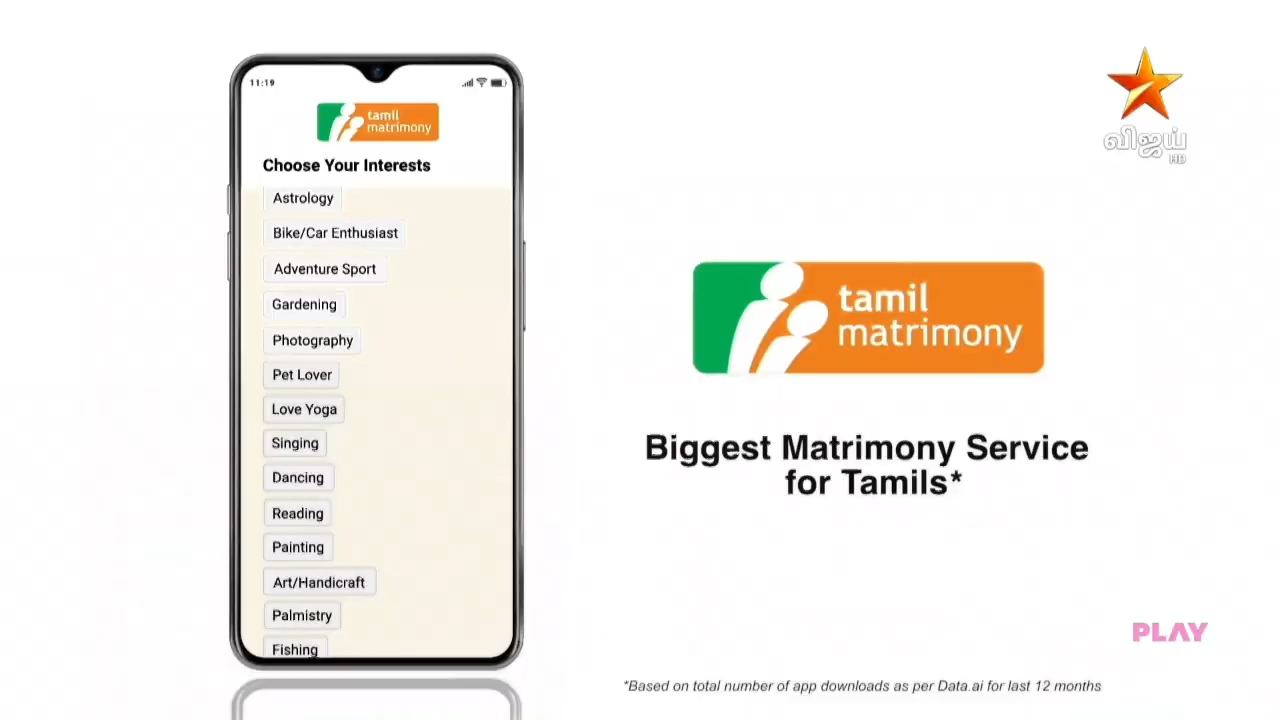 11:19
tamil
matrimony
Choose Your Interests
Astrology
Bike/Car Enthusiast
Adventure Sport
Gardening
Photography
Pet Lover
Love Yoga
Singing
Dancing
Reading
Painting
Art/Handicraft
Palmistry
Fishing
விஜய்
HD
tamil
matrimony
Biggest Matrimony Service
for Tamils*
PLAY
*Based on total number of app downloads as per Data.ai for last 12 months